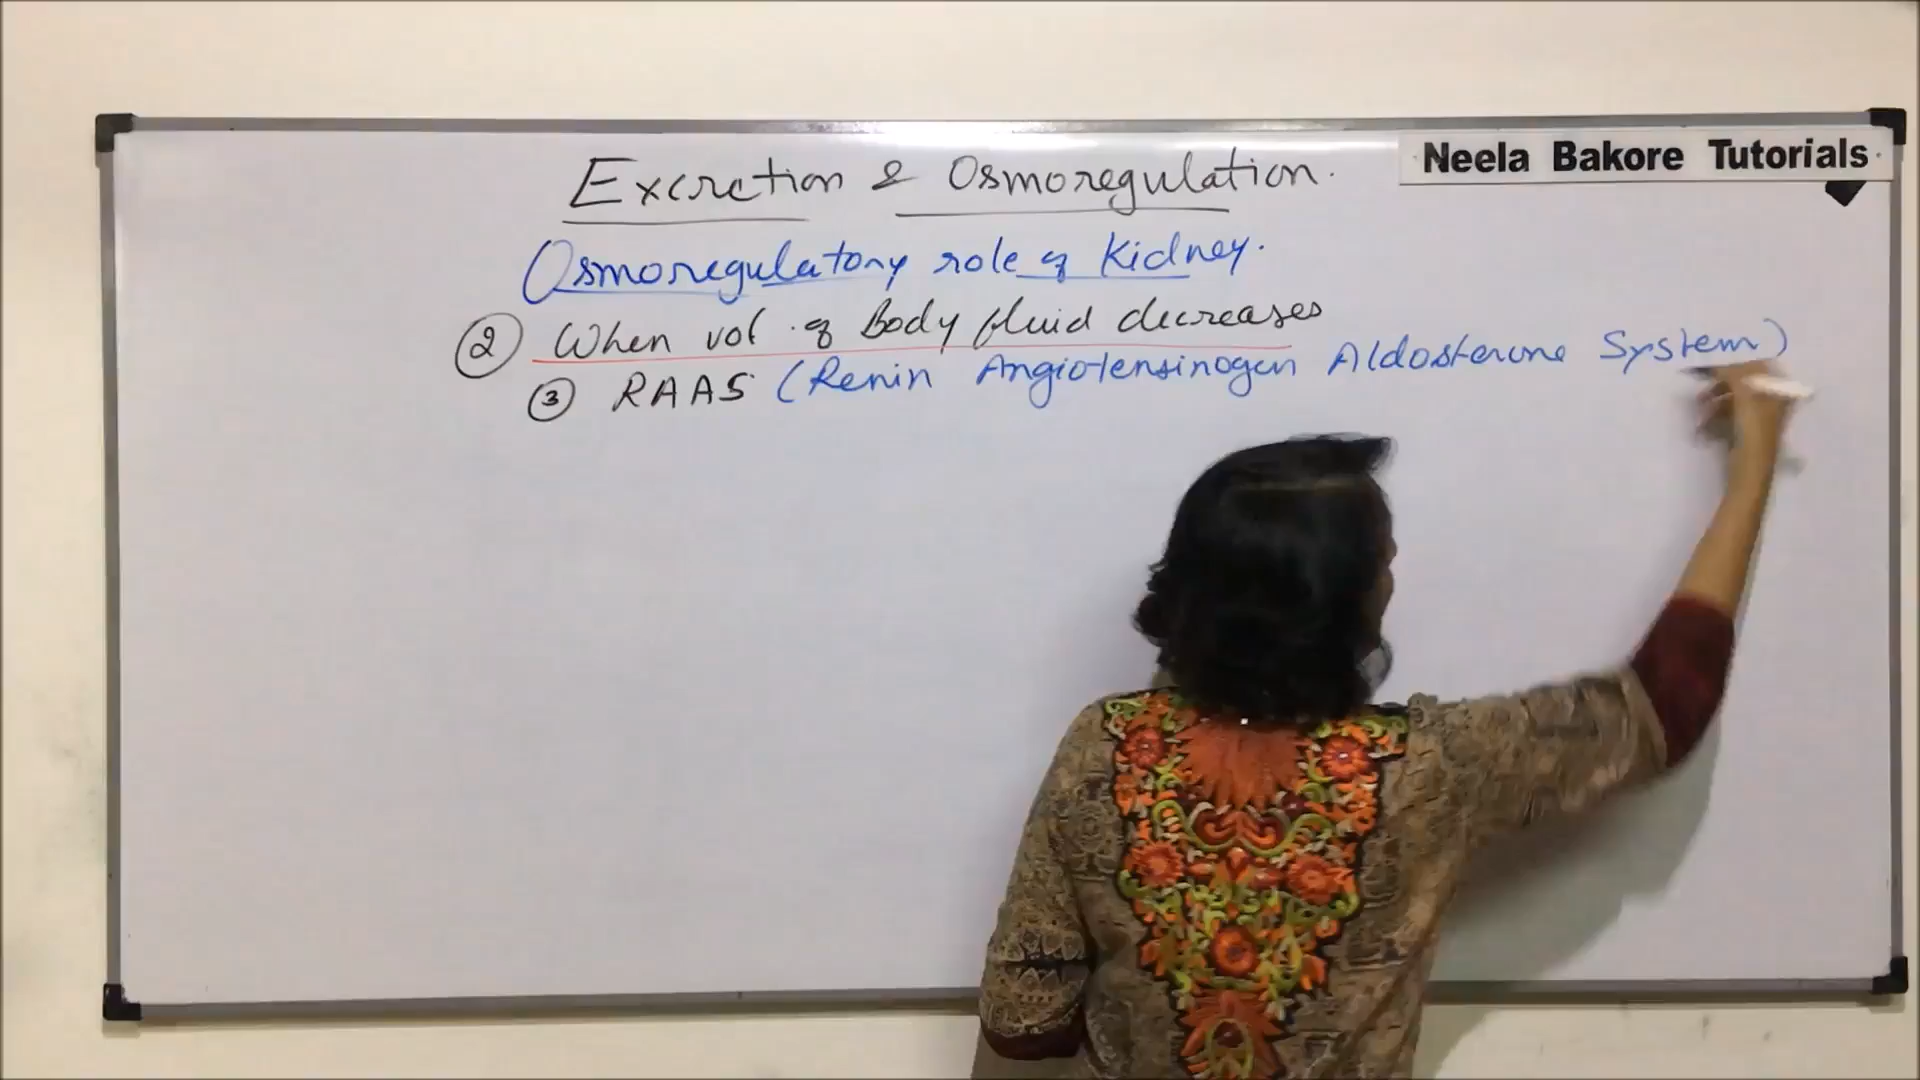 Neela Bakore Tutorials
Excretion & Osmoregulation.
Osmoregulatory role of Kidney.
② When vol. of Body fluid decreases
③ RAAS (Renin Angiotensinogen Aldosterone System)